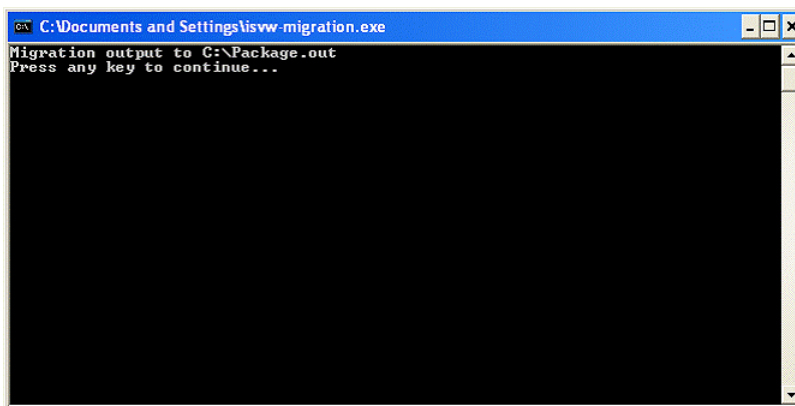 C:\Documents and Settings\isvw-migration.exe
Migration output to C:\Package.out
Press any key to continue...